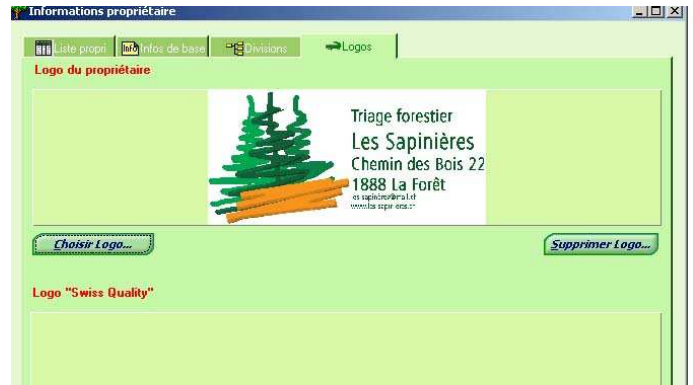 Informations propriétaire
Liste propri Infos de base Divisions Logos
Logo du propriétaire
Triage forestier
Les Sapinières
Chemin des Bois 22
1888 La Forêt
Choisir Logo... Supprimer Logo...
Logo "Swiss Quality"